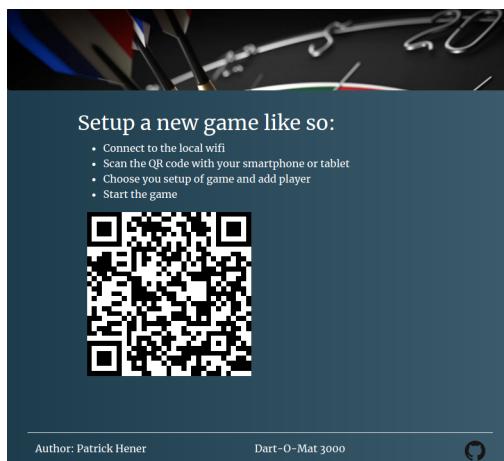 Setup a new game like so:
Connect to the local wifi
Scan the QR code with your smartphone or tablet
Choose you setup of game and add player
Start the game
Author: Patrick Hener
Dart-O-Mat 3000